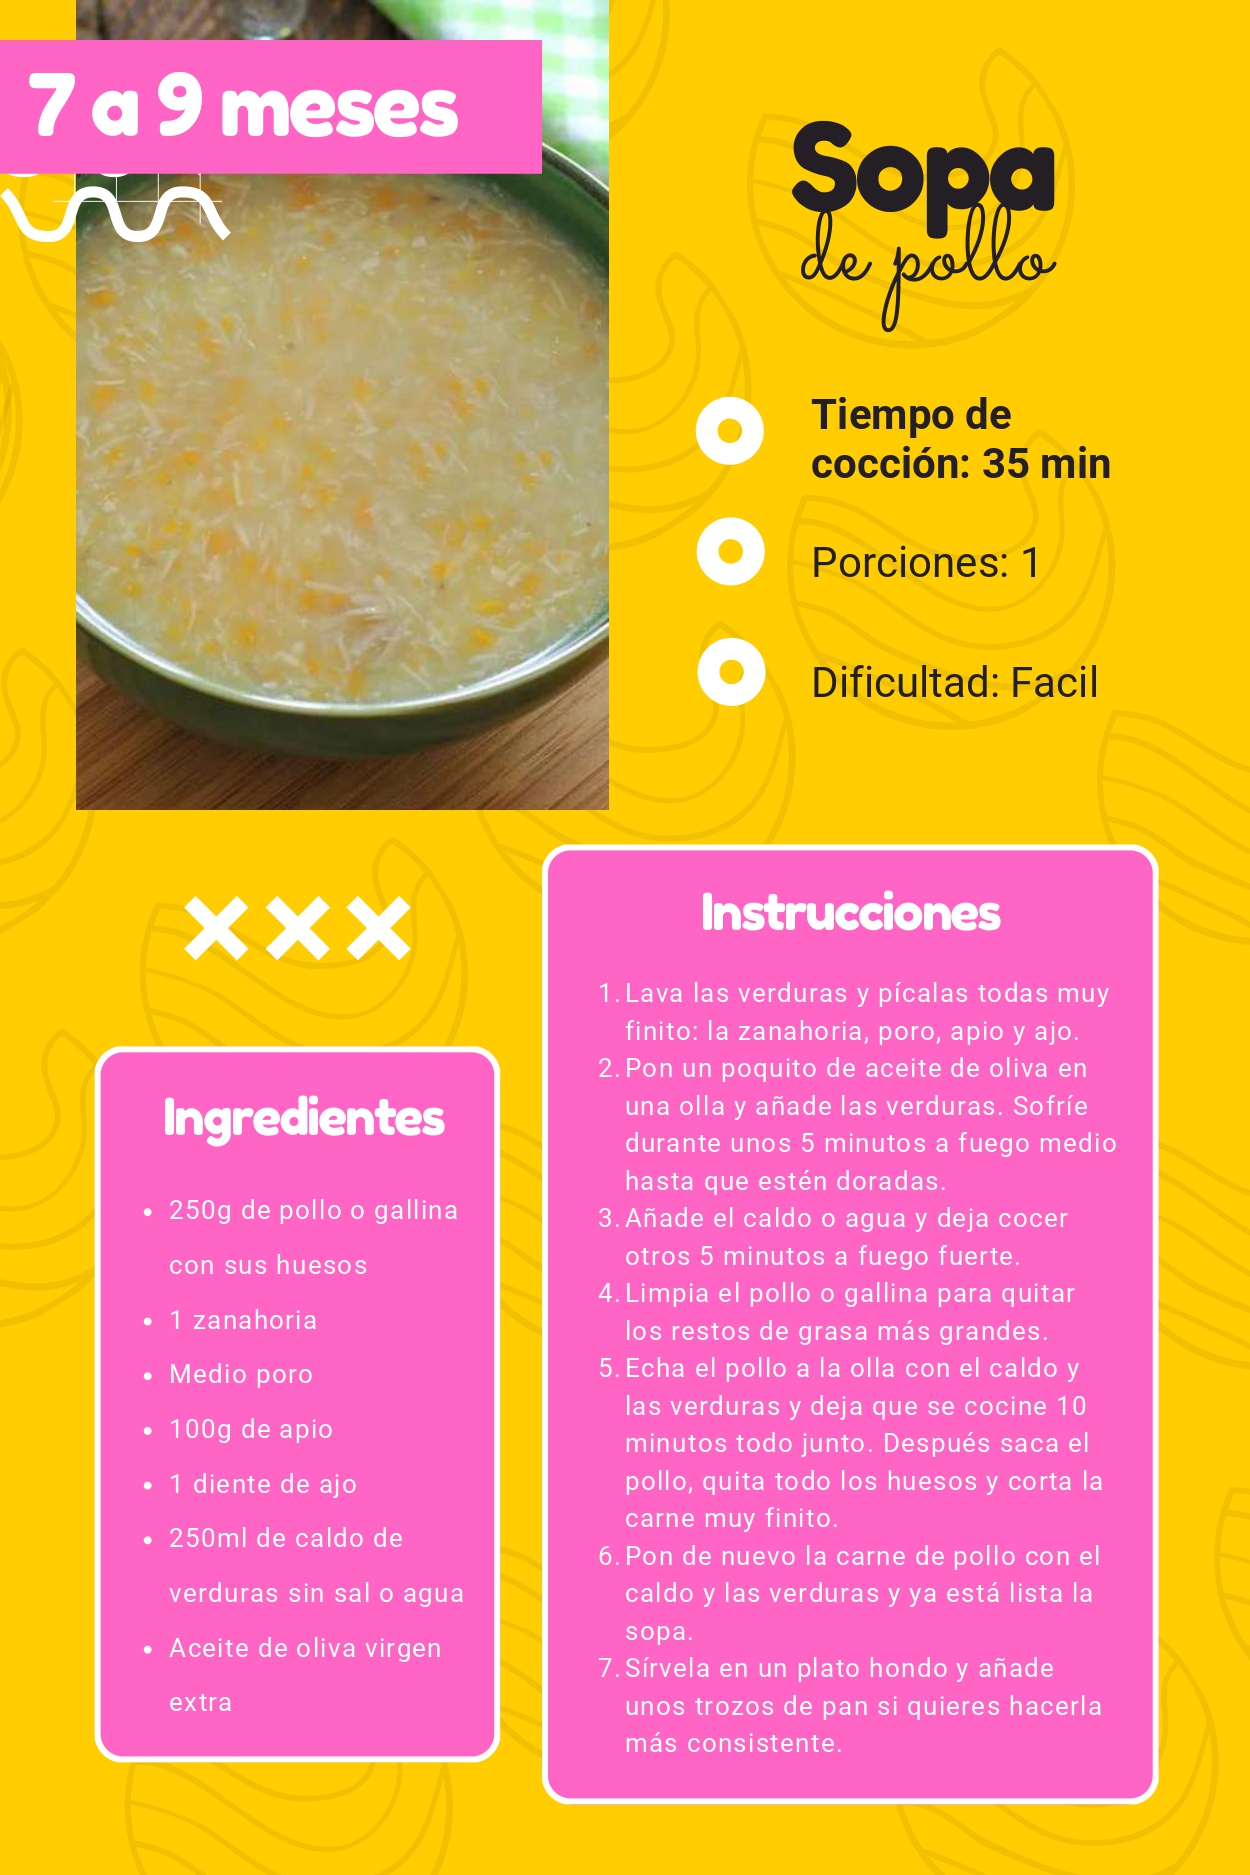 7 a 9 meses
Sopa
de pollo
Tiempo de
cocción: 35 min
Porciones: 1
Dificultad: Facil
Ingredientes
• 250g de pollo o gallina
con sus huesos
• 1 zanahoria
• Medio poro
• 100g de apio
• 1 diente de ajo
• 250ml de caldo de
verduras sin sal o agua
• Aceite de oliva virgen
extra
Instrucciones
1. Lava las verduras y pícalas todas muy
finito: la zanahoria, poro, apio y ajo.
2. Pon un poquito de aceite de oliva en
una olla y añade las verduras. Sofríe
durante unos 5 minutos a fuego medio
hasta que estén doradas.
3. Añade el caldo o agua y deja cocer
otros 5 minutos a fuego fuerte.
4. Limpia el pollo o gallina para quitar
los restos de grasa más grandes.
5. Echa el pollo a la olla con el caldo y
las verduras y deja que se cocine 10
minutos todo junto. Después saca el
pollo, quita todo los huesos y corta la
carne muy finito.
6. Pon de nuevo la carne de pollo con el
caldo y las verduras y ya está lista la
sopa.
7. Sírvela en un plato hondo y añade
unos trozos de pan si quieres hacerla
más consistente.